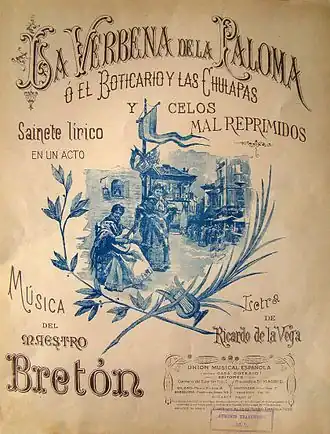 La Verbena de la Paloma
o el Boticario y las Chulapas
y celos
mal reprimidos
Sainete lírico
en un acto
Música
del
maestro
Bretón
Letra
de
Ricardo de la Vega
Union Musical Española
Editores